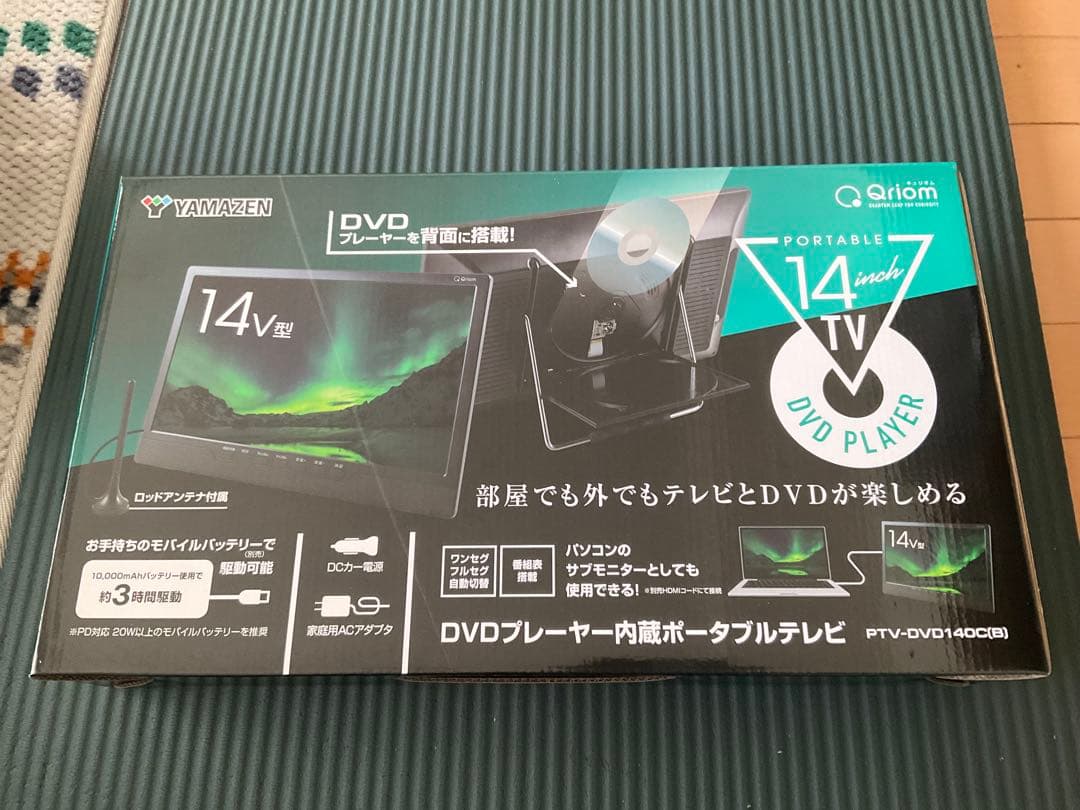 YAMAZEN
DVD
プレーヤーを背面に搭載!
キュリオム
Qriom
QUANTUM LEAP FOR CURIOSITY
PORTABLE
14 inch
TV
DVD PLAYER
Qriom
14V型
ロッドアンテナ付属
部屋でも外でもテレビとDVDが楽しめる
お手持ちのモバイルバッテリーで
(別売)
駆動可能
10,000mAhバッテリー使用で
約3時間駆動
※PD対応 20W以上のモバイルバッテリーを推奨
DCカー電源
家庭用ACアダプタ
ワンセグ
フルセグ
自動切替
番組表
搭載
パソコンの
サブモニターとしても
使用できる! ※別売HDMIコードにて接続
14V型
DVDプレーヤー内蔵ポータブルテレビ PTV-DVD140C(B)